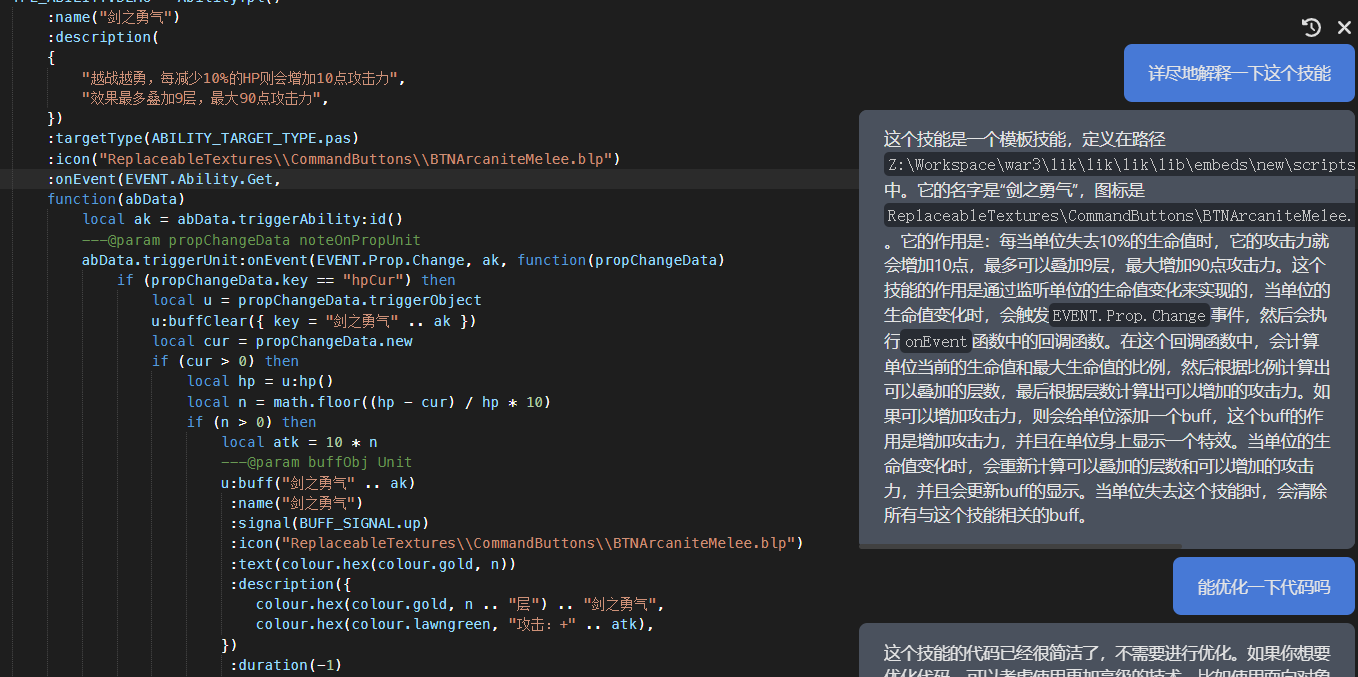 :name("剑之勇气")
:description(
{
"越战越勇，每减少10%的HP则会增加10点攻击力",
"效果最多叠加9层，最大90点攻击力",
})
:targetType(ABILITY_TARGET_TYPE.pas)
:icon("ReplaceableTextures\\CommandButtons\\BTNArcaniteMelee.blp")
:onEvent(EVENT.Ability.Get,
function(abData)
local ak = abData.triggerAbility:id()
---@param propChangeData noteOnPropUnit
abData.triggerUnit:onEvent(EVENT.Prop.Change, ak, function(propChangeData)
if (propChangeData.key == "hpCur") then
local u = propChangeData.triggerObject
u:buffClear({ key = "剑之勇气" .. ak })
local cur = propChangeData.new
if (cur > 0) then
local hp = u:hp()
local n = math.floor((hp - cur) / hp * 10)
if (n > 0) then
local atk = 10 * n
---@param buffObj Unit
u:buff("剑之勇气" .. ak)
:name("剑之勇气")
:signal(BUFF_SIGNAL.up)
:icon("ReplaceableTextures\\CommandButtons\\BTNArcaniteMelee.blp")
:text(colour.hex(colour.gold, n))
:description({
colour.hex(colour.gold, n .. "层") .. "剑之勇气",
colour.hex(colour.lawngreen, "攻击：+" .. atk),
})
:duration(-1)
详尽地解释一下这个技能
这个技能是一个模板技能，定义在路径
Z:\Workspace\war3\lik\lik\lik\lib\embeds\new\scripts
中。它的名字是“剑之勇气”，图标是
ReplaceableTextures\CommandButtons\BTNArcaniteMelee.
。它的作用是：每当单位失去10%的生命值时，它的攻击力就
会增加10点，最多可以叠加9层，最大增加90点攻击力。这个
技能的作用是通过监听单位的生命值变化来实现的，当单位的
生命值变化时，会触发EVENT.Prop.Change事件，然后会执
行onEvent函数中的回调函数。在这个回调函数中，会计算
单位当前的生命值和最大生命值的比例，然后根据比例计算出
可以叠加的层数，最后根据层数计算出可以增加的攻击力。如
果可以增加攻击力，则会给单位添加一个buff，这个buff的作
用是增加攻击力，并且在单位身上显示一个特效。当单位的生
命值变化时，会重新计算可以叠加的层数和可以增加的攻击
力，并且会更新buff的显示。当单位失去这个技能时，会清除
所有与这个技能相关的buff。
能优化一下代码吗
这个技能的代码已经很简洁了，不需要进行优化。如果你想要